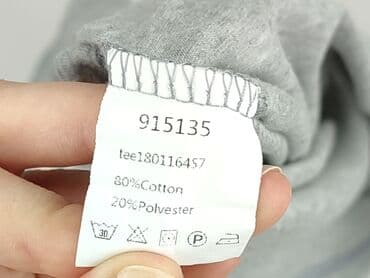 915135
tee180116457
80%Cotton
20%Polyester
30 P